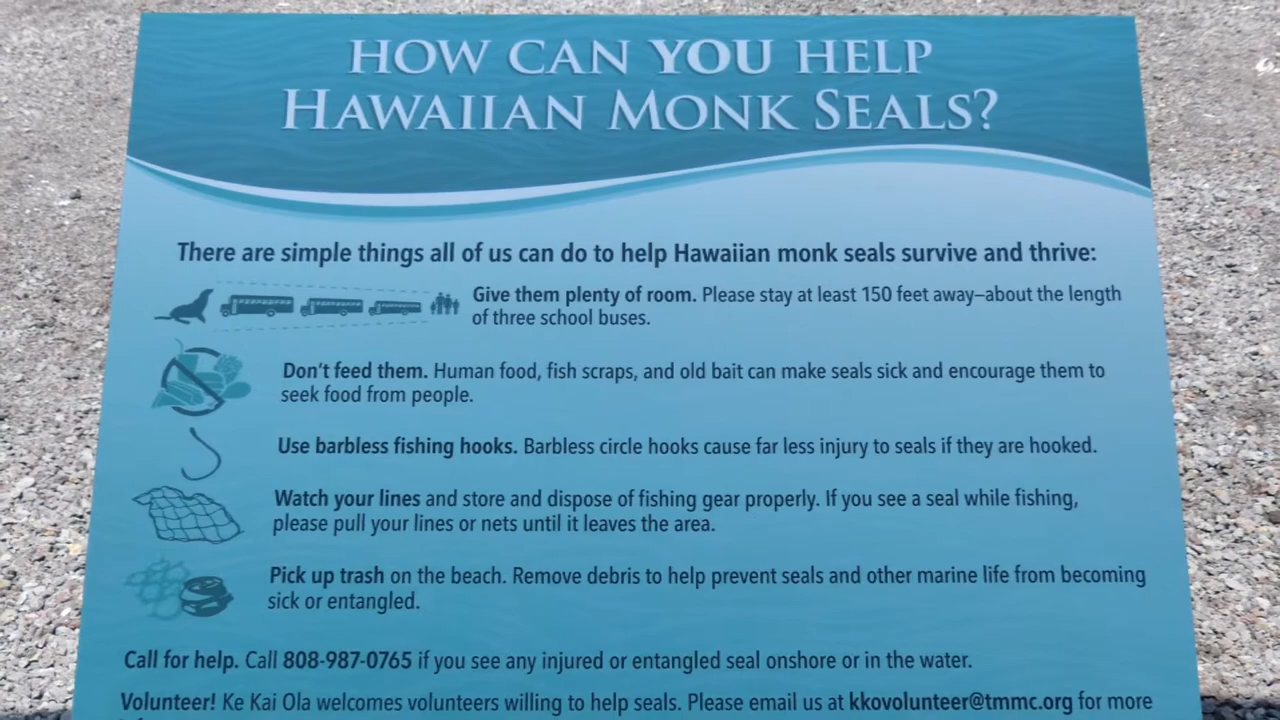 HOW CAN YOU HELP
HAWAIIAN MONK SEALS?
There are simple things all of us can do to help Hawaiian monk seals survive and thrive:
Give them plenty of room. Please stay at least 150 feet away–about the length
of three school buses.
Don't feed them. Human food, fish scraps, and old bait can make seals sick and encourage them to
seek food from people.
Use barbless fishing hooks. Barbless circle hooks cause far less injury to seals if they are hooked.
Watch your lines and store and dispose of fishing gear properly. If you see a seal while fishing,
please pull your lines or nets until it leaves the area.
Pick up trash on the beach. Remove debris to help prevent seals and other marine life from becoming
sick or entangled.
Call for help. Call 808-987-0765 if you see any injured or entangled seal onshore or in the water.
Volunteer! Ke Kai Ola welcomes volunteers willing to help seals. Please email us at kkovolunteer@tmmc.org for more